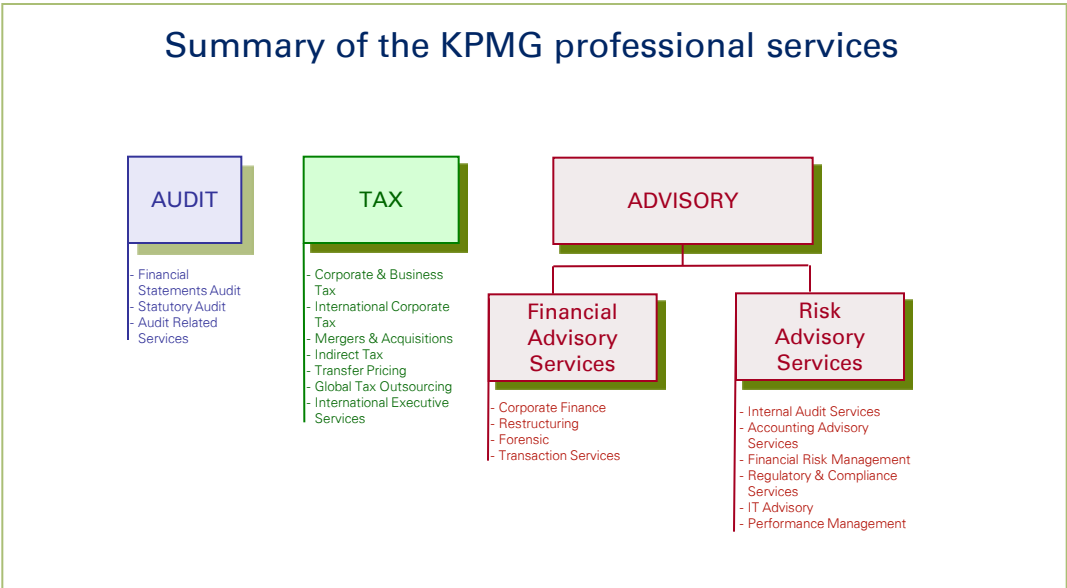 Summary of the KPMG professional services
AUDIT
- Financial
Statements Audit
- Statutory Audit
- Audit Related
Services
TAX
- Corporate & Business
Tax
- International Corporate
Tax
- Mergers & Acquisitions
- Indirect Tax
- Transfer Pricing
- Global Tax Outsourcing
- International Executive
Services
ADVISORY
Financial
Advisory
Services
- Corporate Finance
- Restructuring
- Forensic
- Transaction Services
Risk
Advisory
Services
- Internal Audit Services
- Accounting Advisory
Services
- Financial Risk Management
- Regulatory & Compliance
Services
- IT Advisory
- Performance Management